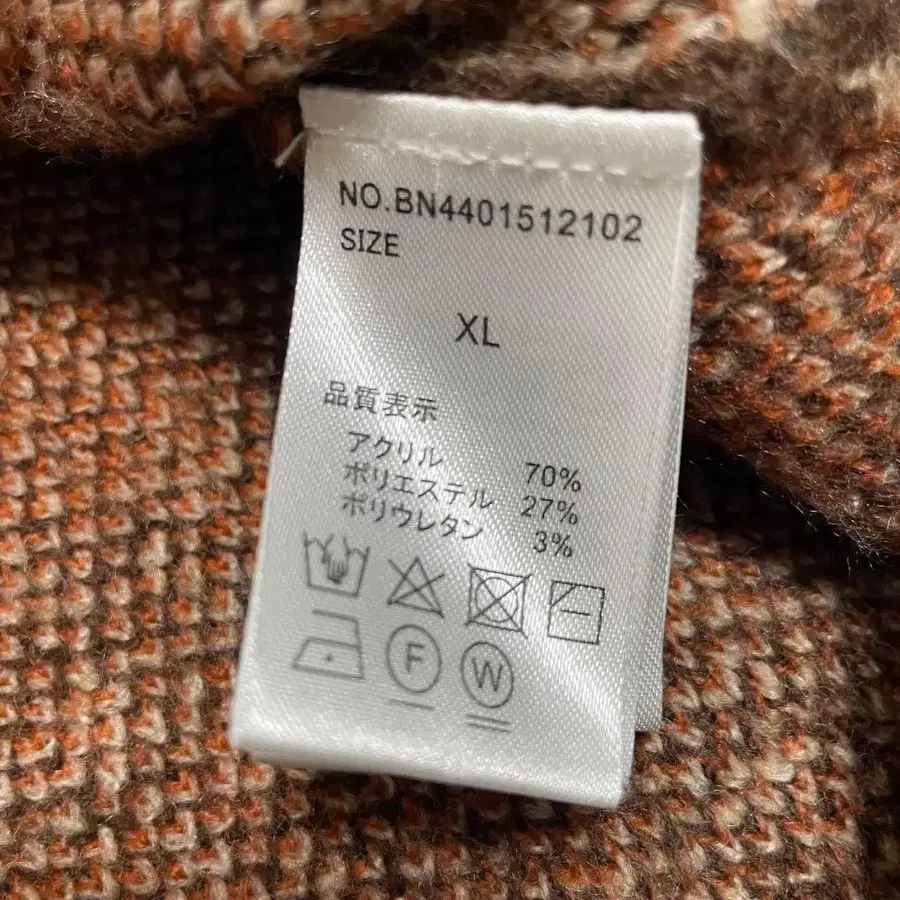 NO.BN4401512102
SIZE
XL
品質表示
アクリル 70%
ポリエステル 27%
ポリウレタン 3%
F W